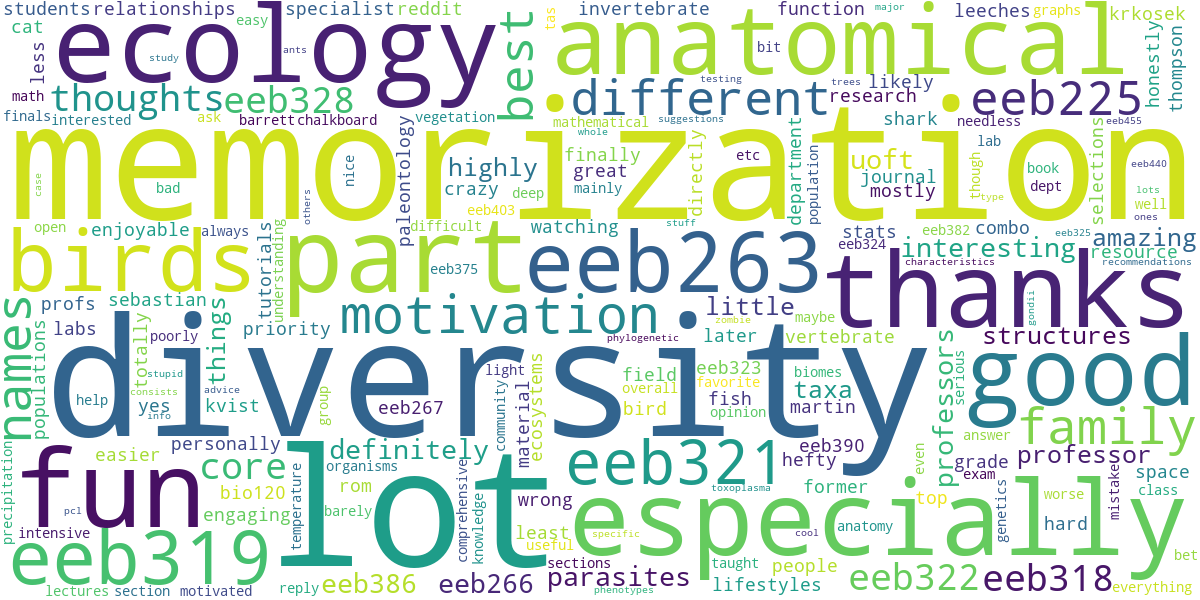 students
relationships
easy
specialist
reddit
tas
invertebrate
function
major
leeches
graphs
krkosek
cat
ecology
best
anatomical
less
study
ants
bit
honestly
thompson
math
thoughts
eeb328
different
testing
trees
likely
research
eeb225
finals
interested
ask
barrett
chalkboard
vegetation
mathematical
suggestions
shark
needless
eeb455
memorization
whole
paleontology
highly
finally
directly
etc
department
population
uoft
journal
lab
though
book
dept
selections
eeb440
case
bad
nice
deep
crazy
great
mainly
mostly
type
lots
well
ones
others
eeb403
open
enjoyable
always
understanding
tutorials
difficult
watching
stuff
stats
eeb382
combo
eeb325
amazing
birds
part
eeb263
eeb324
interesting
resource
eeb375
characteristics
recommendations
names
profs
sebastian
things
motivation
little
thanks
gondii
labs
populations
totally
poorly
priority
zombie
maybe
later
vertebrate
phylogenetic
structures
diversity
stupid
consists
advice
help
yes
info
kvist
group
eeb267
light
community
material
ecosystems
field
overall
bird
eeb323
favorite
opinion
fish
biomes
taxa
martin
professors
serious
good
family
answer
personally
definitely
eeb321
eeb390
hefty
grade
professor
exam
space
easier
core
organisms
precipitation
fun
bio120
rom
engaging
temperature
barely
lot
comprehensive
knowledge
toxoplasma
wrong
former
top
even
genetics
worse
class
mistake
hard
pcl
intensive
least
useful
specific
especially
cool
anatomy
eeb319
sections
taught
people
bet
lectures
section
motivated
reply
eeb386
eeb266
parasites
phenotypes
lifestyles
eeb322
eeb318
everything